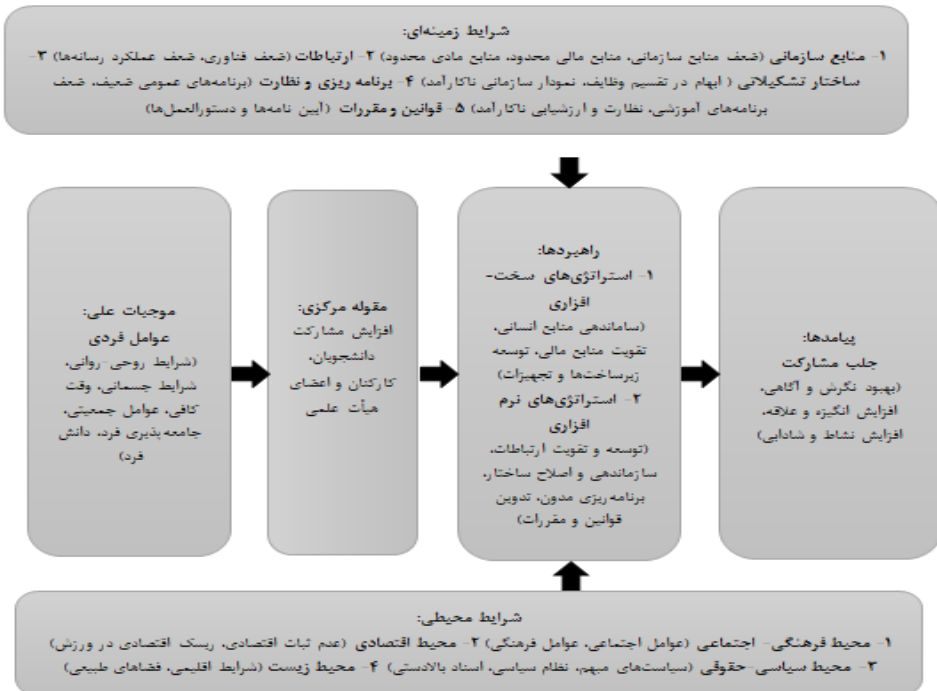 شرایط زمینه‌ای:
۱- منابع سازمانی (ضعف منابع سازمانی، منابع مالی محدود، منابع مادی محدود) ۲- ارتباطات (ضعف فناوری، ضعف عملکرد رسانه‌ها) ۳-
ساختار تشکیلاتی ( ابهام در تقسیم وظایف، نمودار سازمانی ناکارآمد) ۴- برنامه ریزی و نظارت (برنامه‌های عمومی ضعیف، ضعف
برنامه‌های آموزشی، نظارت و ارزشیابی ناکارآمد) ۵- قوانین و مقررات (آیین نامه‌ها و دستورالعمل‌ها)
موجبات علی:
عوامل فردی
(شرایط روحی-روانی،
شرایط جسمانی، وقت
کافی، عوامل جمعیتی،
جامعه پذیری فرد، دانش
فرد)
مقوله مرکزی:
افزایش مشارکت
دانشجویان،
کارکنان و اعضای
هیأت علمی
راهبردها:
۱- استراتژی‌های سخت-
افزاری
(ساماندهی منابع انسانی،
تقویت منابع مالی، توسعه
زیرساخت‌ها و تجهیزات)
۲- استراتژی‌های نرم
افزاری
(توسعه و تقویت ارتباطات،
سازماندهی و اصلاح ساختار،
برنامه ریزی مدون، تدوین
قوانین و مقررات)
پیامدها:
جلب مشارکت
(بهبود نگرش و آگاهی،
افزایش انگیزه و علاقه،
افزایش نشاط و شادابی)
شرایط محیطی:
۱- محیط فرهنگی- اجتماعی (عوامل اجتماعی، عوامل فرهنگی) ۲- محیط اقتصادی (عدم ثبات اقتصادی، ریسک اقتصادی در ورزش)
۳- محیط سیاسی-حقوقی (سیاست‌های مبهم، نظام سیاسی، اسناد بالادستی) ۴- محیط زیست (شرایط اقلیمی، فضاهای طبیعی)